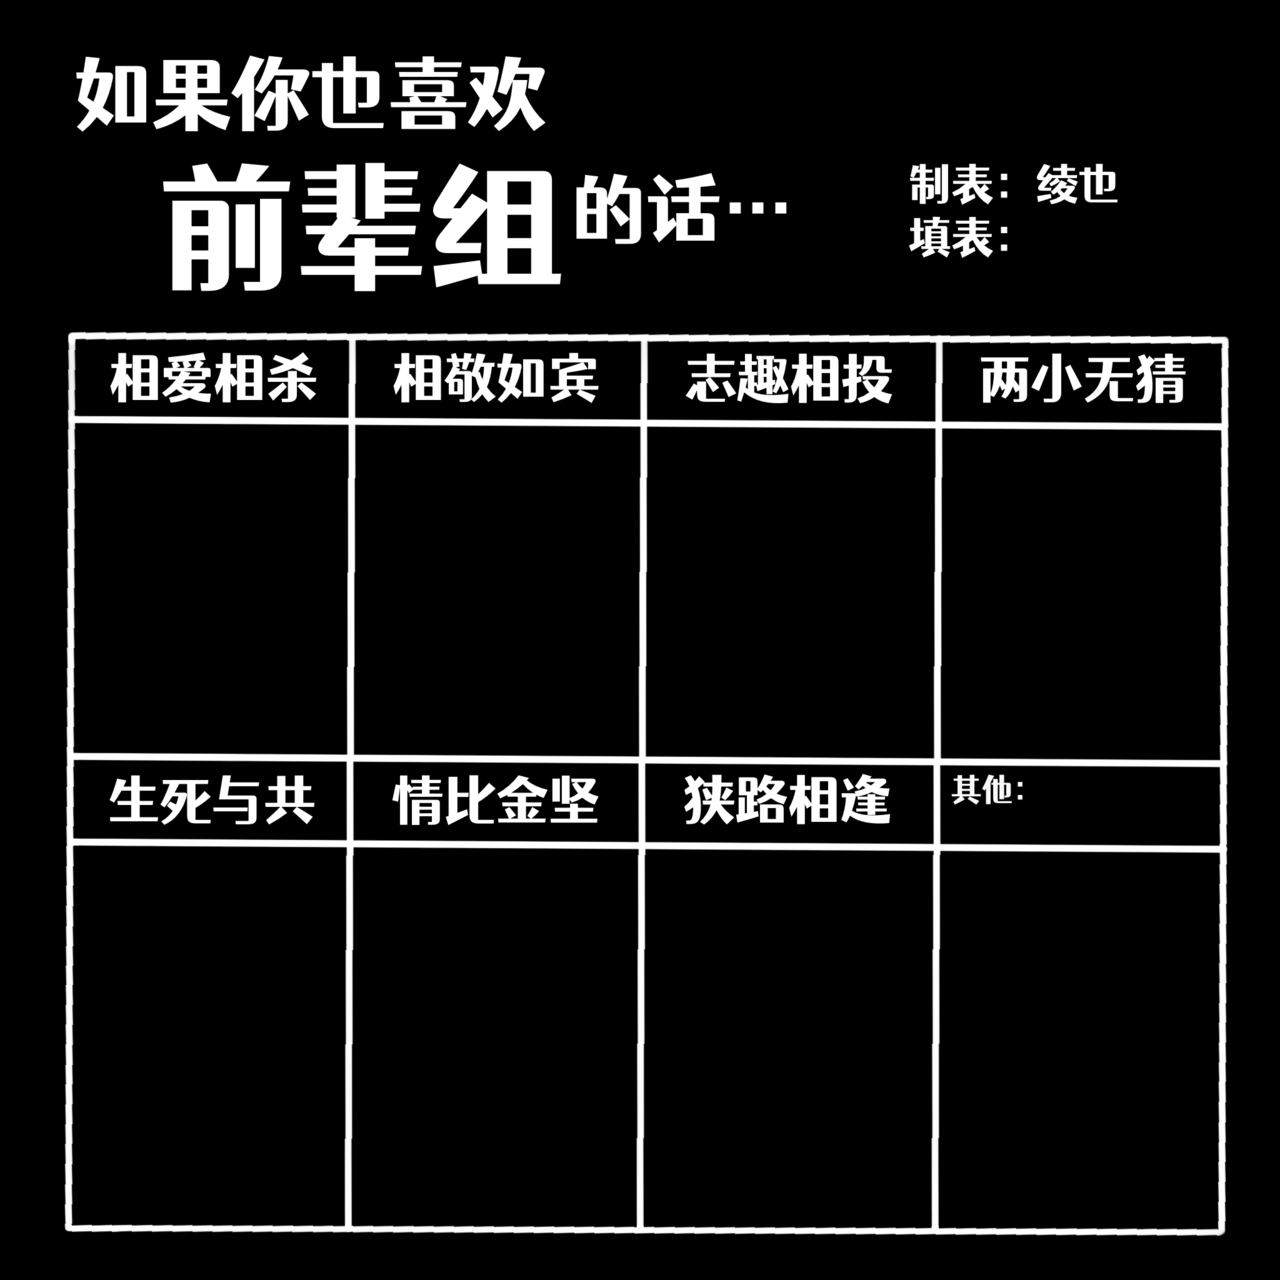 如果你也喜欢
前辈组的话…
制表：绫也
填表：
相爱相杀 相敬如宾 志趣相投 两小无猜
生死与共 情比金坚 狭路相逢 其他：